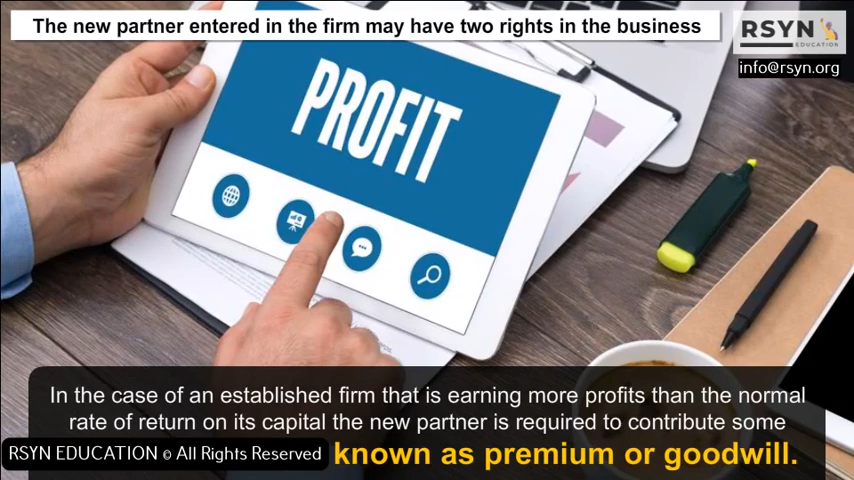 The new partner entered in the firm may have two rights in the business
RSYN
EDUCATION
info@rsyn.org
PROFIT
In the case of an established firm that is earning more profits than the normal
rate of return on its capital the new partner is required to contribute some
RSYN EDUCATION © All Rights Reserved
known as premium or goodwill.